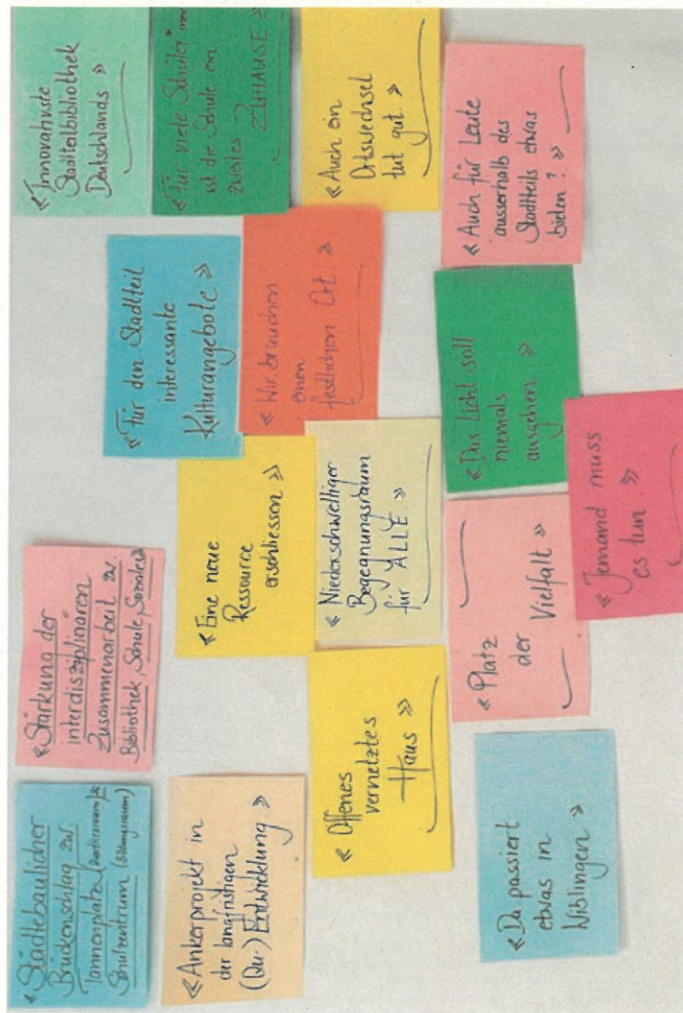 «Städtebaulicher
Brückenschlag zw.
Tannenplatz
Schulzentrum (Bildungsraum)
«Stärkung der
interdisziplinären
Zusammenarbeit zw.
Bibliothek, Schule, Soziales»
«Innovativste
Stadtteilbibliothek
Deutschlands»
«Ankerprojekt in
der langfristigen
Entwicklung»
«Eine neue
Ressource
erschliessen»
«Für den Stadtteil
interessante
Kulturangebote»
«Für viele Schüler*innen
ist die Schule ein
zweites
ZUHAUSE»
«Offenes
vernetztes
Haus»
«Niederschwelliger
Begegnungsraum
für ALLE.»
«Wir brauchen
einen
festlichen Ort»
«Auch ein
Ortswechsel
tut gut.»
«Da passiert
etwas in
Wiblingen»
«Platz
der
Vielfalt»
«Das Licht soll
niemals
ausgehen.»
«Auch für Leute
ausserhalb des
Stadtteils etwas
bieten?»
«Jemand muss
es tun.»